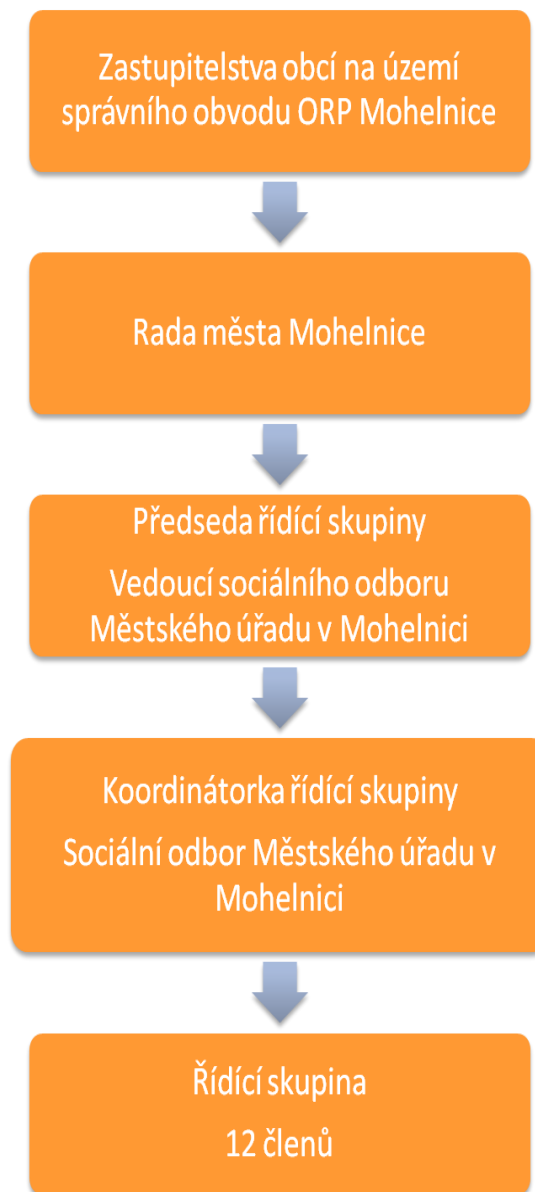 Zastupitelstva obcí na území
správního obvodu ORP Mohelnice
Rada města Mohelnice
Předseda řídící skupiny
Vedoucí sociálního odboru
Městského úřadu v Mohelnici
Koordinátorka řídící skupiny
Sociální odbor Městského úřadu v
Mohelnici
Řídící skupina
12 členů